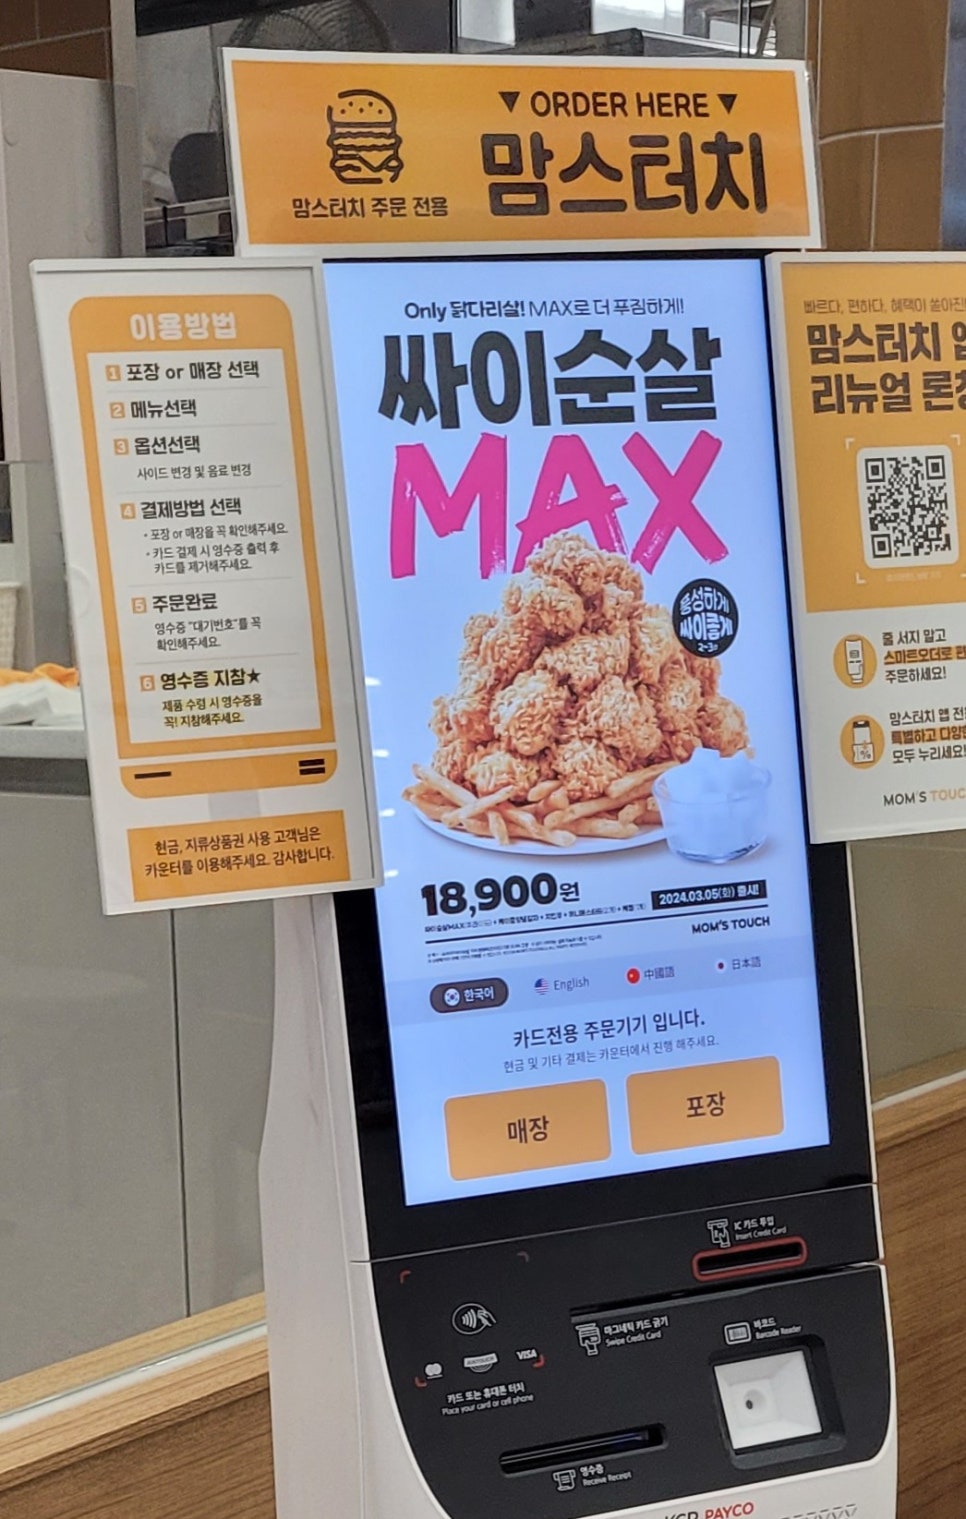 ▼ ORDER HERE ▼
맘스터치
맘스터치 주문 전용
이용방법
1 포장 or 매장 선택
2 메뉴선택
3 옵션선택
사이드 변경 및 음료 변경
4 결제방법 선택
· 포장 or 매장을 꼭 확인해주세요.
· 카드 결제 시 영수증 출력 후
카드를 제거해주세요.
5 주문완료
영수증 "대기번호"를 꼭
확인해주세요.
6 영수증 지참★
제품 수령 시 영수증을
꼭! 지참해주세요.
현금, 지류상품권 사용 고객님은
카운터를 이용해주세요. 감사합니다.
Only 닭다리살! MAX로 더 푸짐하게!
싸이순살
MAX
풍성하게
싸이좋게
2~3인
18,900원
2024.03.05(화) 출시!
MOM'S TOUCH
한국어
English
中國語
日本語
카드전용 주문기기 입니다.
현금 및 기타 결제는 카운터에서 진행 해주세요.
매장
포장
빠르다, 편하다, 혜택이
맘스터치
리뉴얼
줄 서지 말고
스마트오더로
주문하세요!
맘스터치 앱
특별하고
모두 누리세요!
MOM'S TOUC
IC 카드 투입
Insert Credit Card
마그네틱 카드 긁기
Swipe Credit Card
바코드
Barcode Reader
VISA
카드 또는 휴대폰 터치
Place your card or cell phone
영수증
Receive Receipt
PAYCO